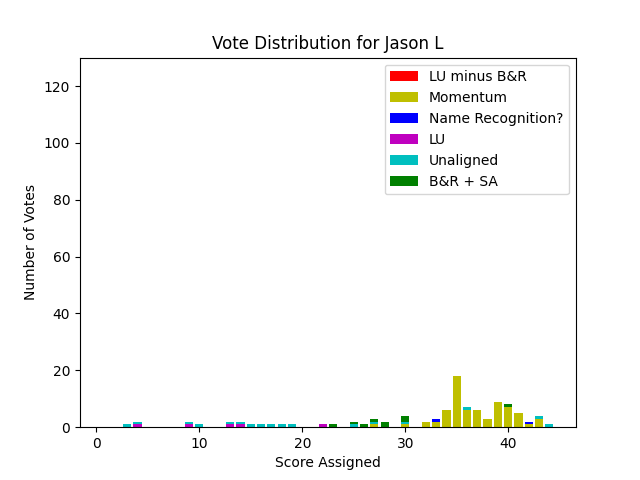 Vote Distribution for Jason L
LU minus B&R
Momentum
Name Recognition?
LU
Unaligned
B&R + SA
Number of Votes
120
100
80
60
40
20
0
0 10 20 30 40
Score Assigned